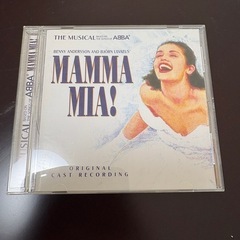 THE MUSICAL
ABBA
BENNY ANDERSSON AND BJÖRN ULVAEUS'
MAMMA
MIA!
ORIGINAL
CAST RECORDING
MUSICAL
ABBA
MAMMA MIA!